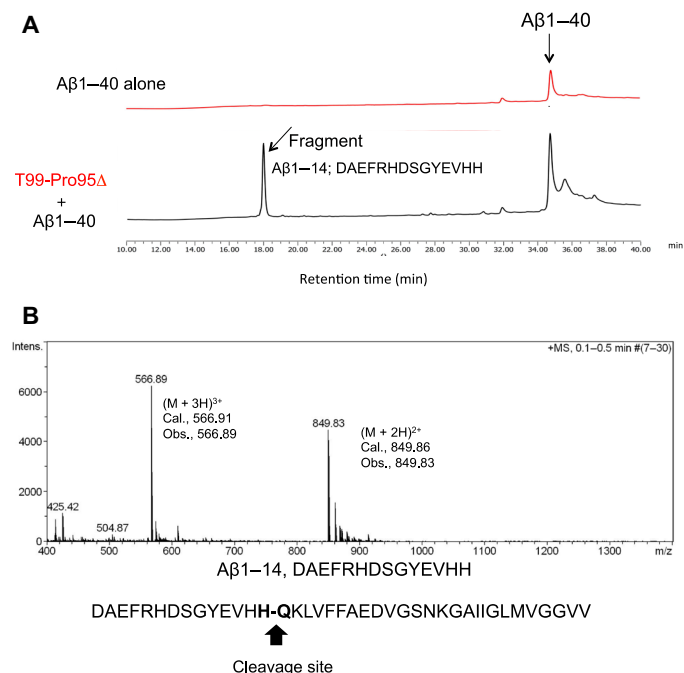 A
Aβ1–40
Aβ1–40 alone
Fragment
Aβ1–14; DAEFRHDSGYEVHH
T99-Pro95Δ
+
Aβ1–40
10.00 12.00 14.00 16.00 18.00 20.00 22.00 24.00 26.00 28.00 30.00 32.00 34.00 36.00 38.00 40.00 min
Retention time (min)
B
Intens.
+MS, 0.1–0.5 min #(7–30)
566.89
(M + 3H)³⁺
Cal., 566.91
Obs., 566.89
849.83
(M + 2H)²⁺
Cal., 849.86
Obs., 849.83
6000
4000
2000
0
425.42
504.87
400 600 700 800 900 1000 1100 1200 1300 m/z
Aβ1–14, DAEFRHDSGYEVHH
DAEFRHDSGYEVHH-QKLVFFAEDVGSNKGAIIGLMVGGVV
Cleavage site